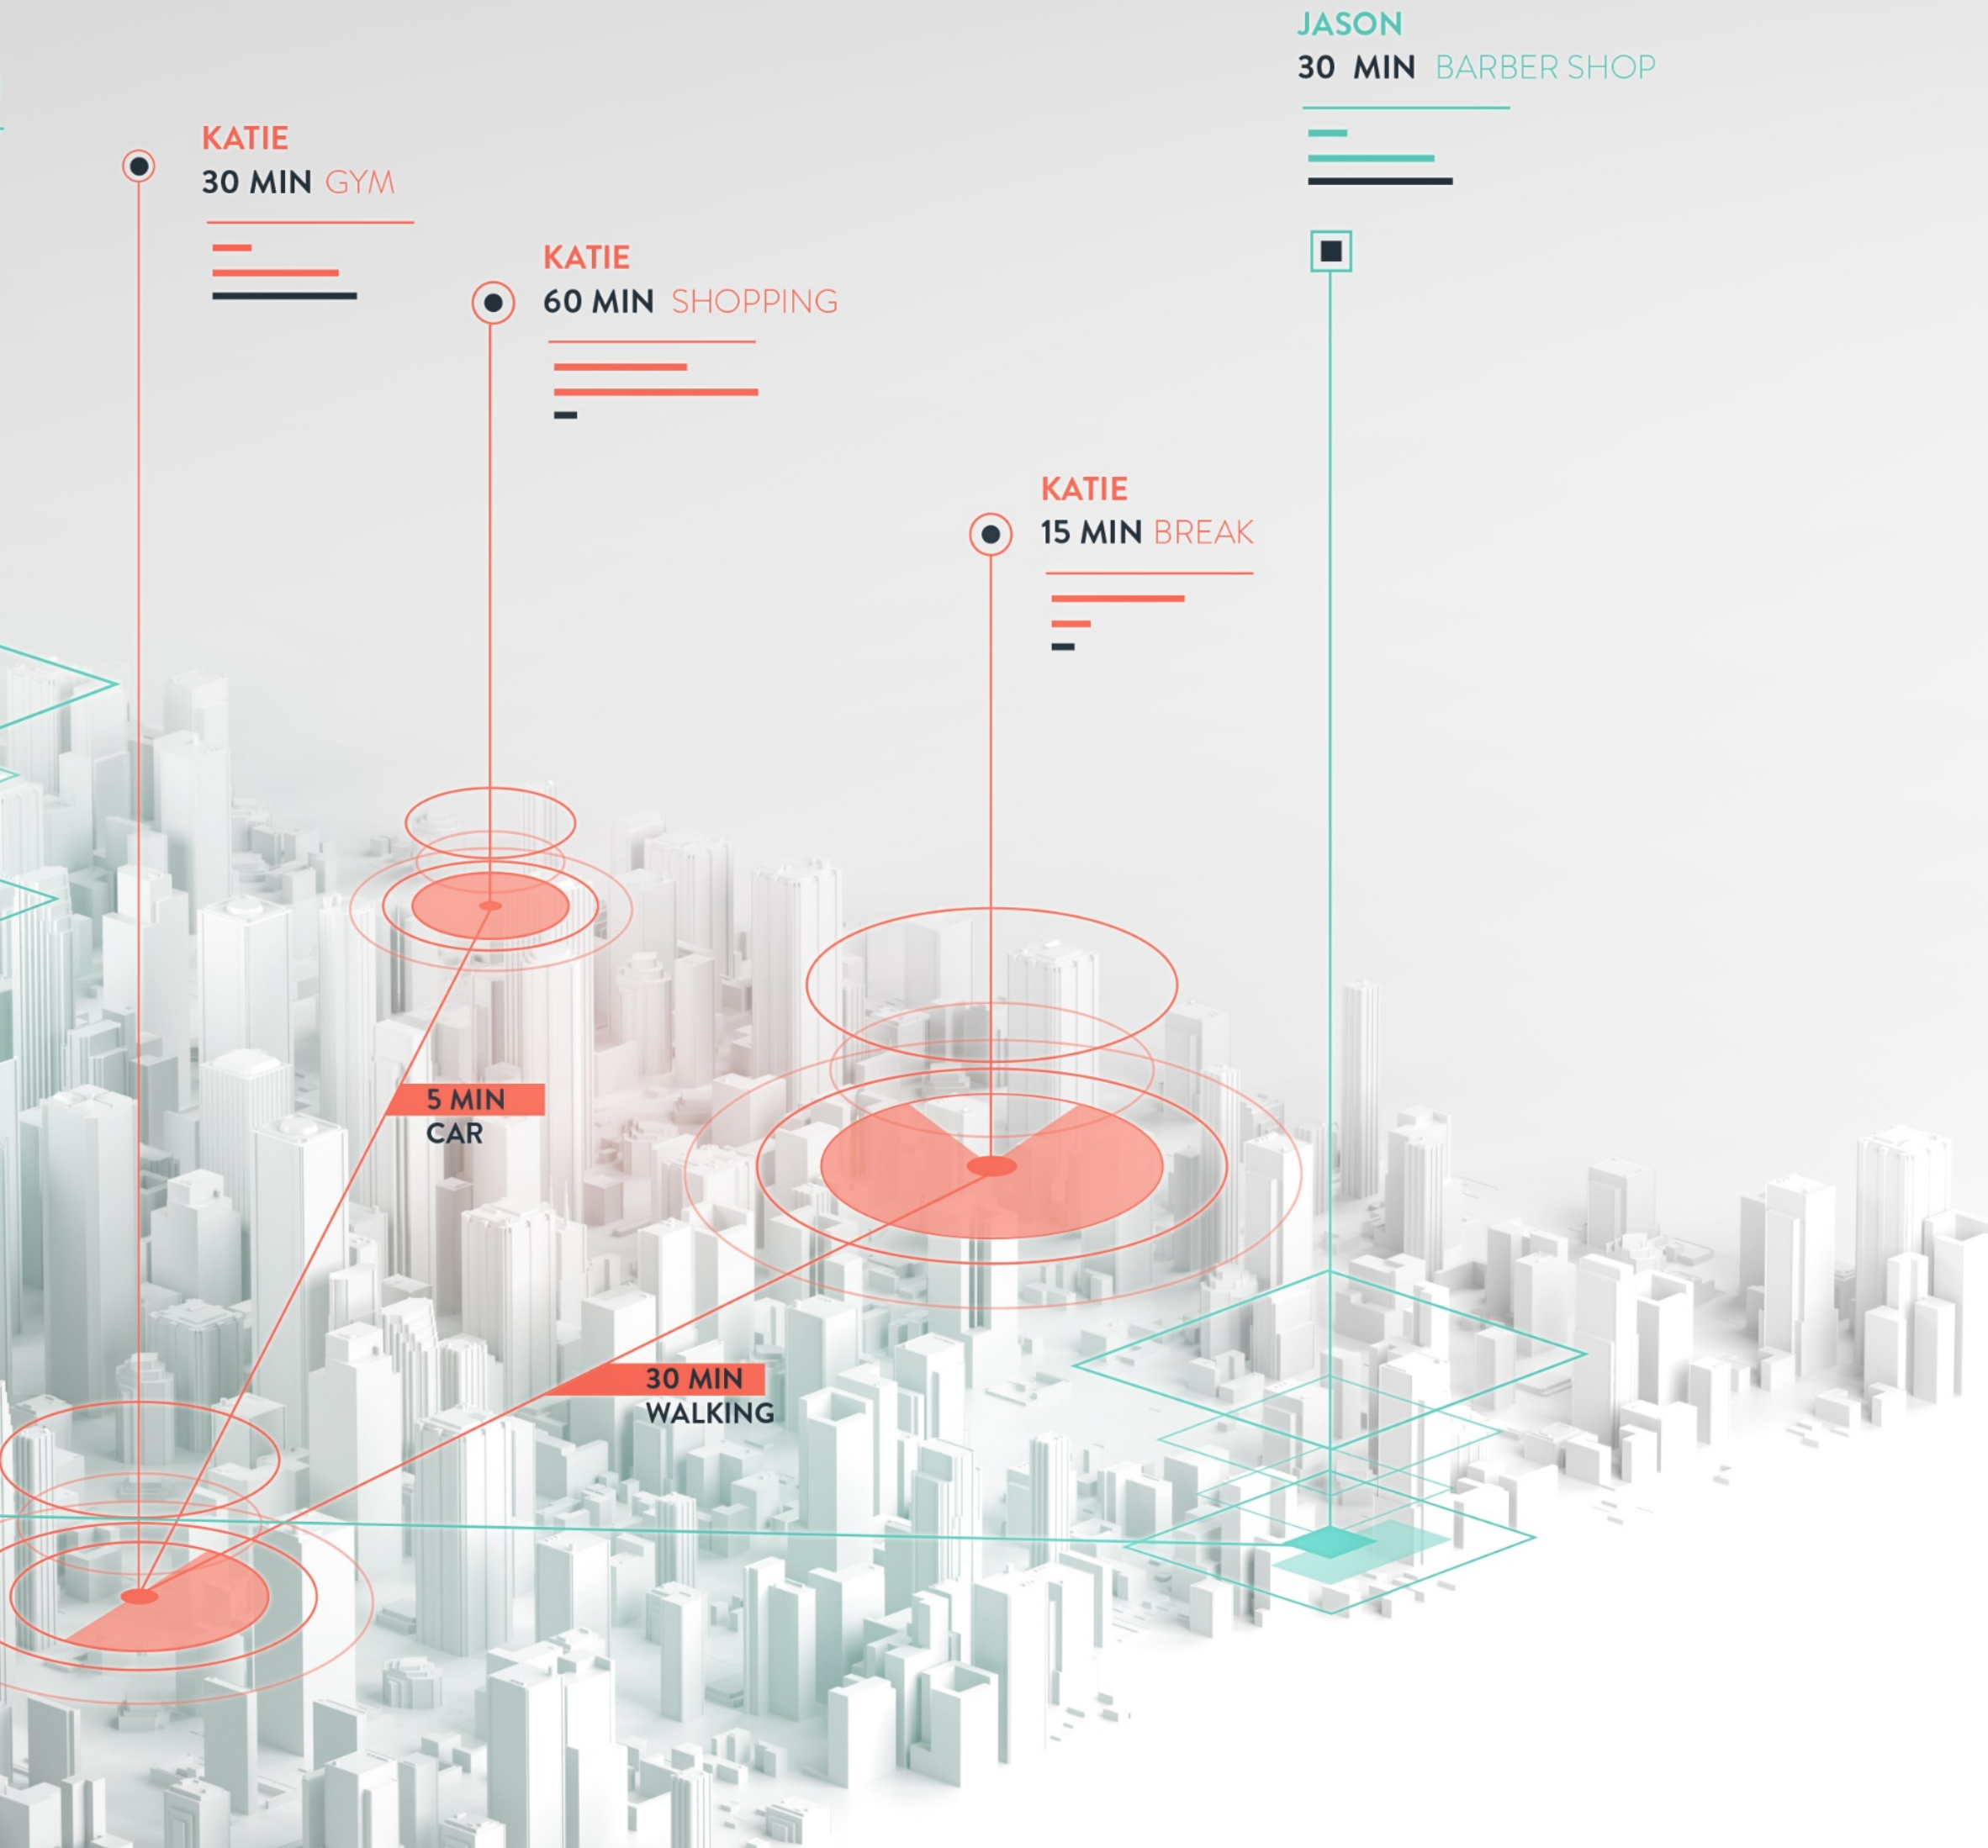 JASON
30 MIN BARBER SHOP
KATIE
30 MIN GYM
KATIE
60 MIN SHOPPING
KATIE
15 MIN BREAK
5 MIN
CAR
30 MIN
WALKING